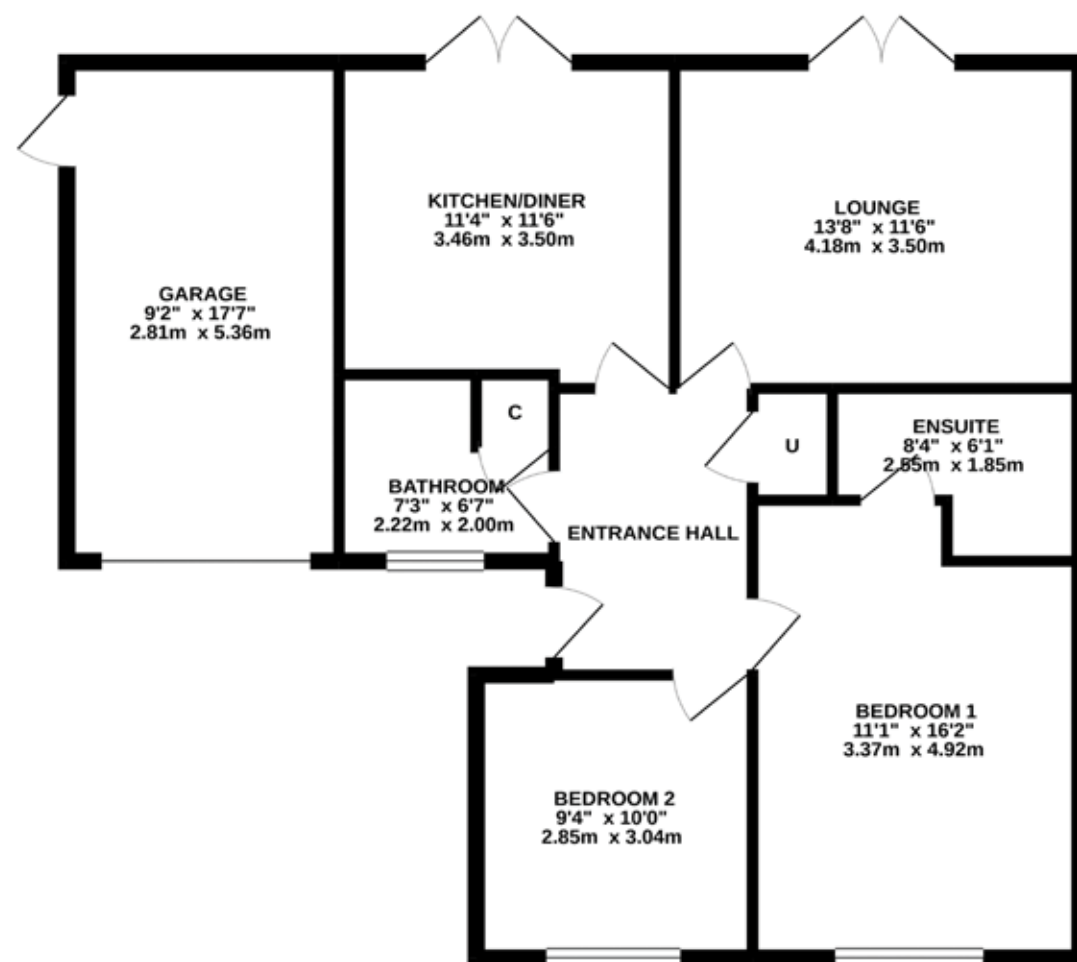 KITCHEN/DINER
11'4" x 11'6"
3.46m x 3.50m
LOUNGE
13'8" x 11'6"
4.18m x 3.50m
GARAGE
9'2" x 17'7"
2.81m x 5.36m
C
U
ENSUITE
8'4" x 6'1"
2.55m x 1.85m
BATHROOM
7'3" x 6'7"
2.22m x 2.00m
ENTRANCE HALL
BEDROOM 1
11'1" x 16'2"
3.37m x 4.92m
BEDROOM 2
9'4" x 10'0"
2.85m x 3.04m